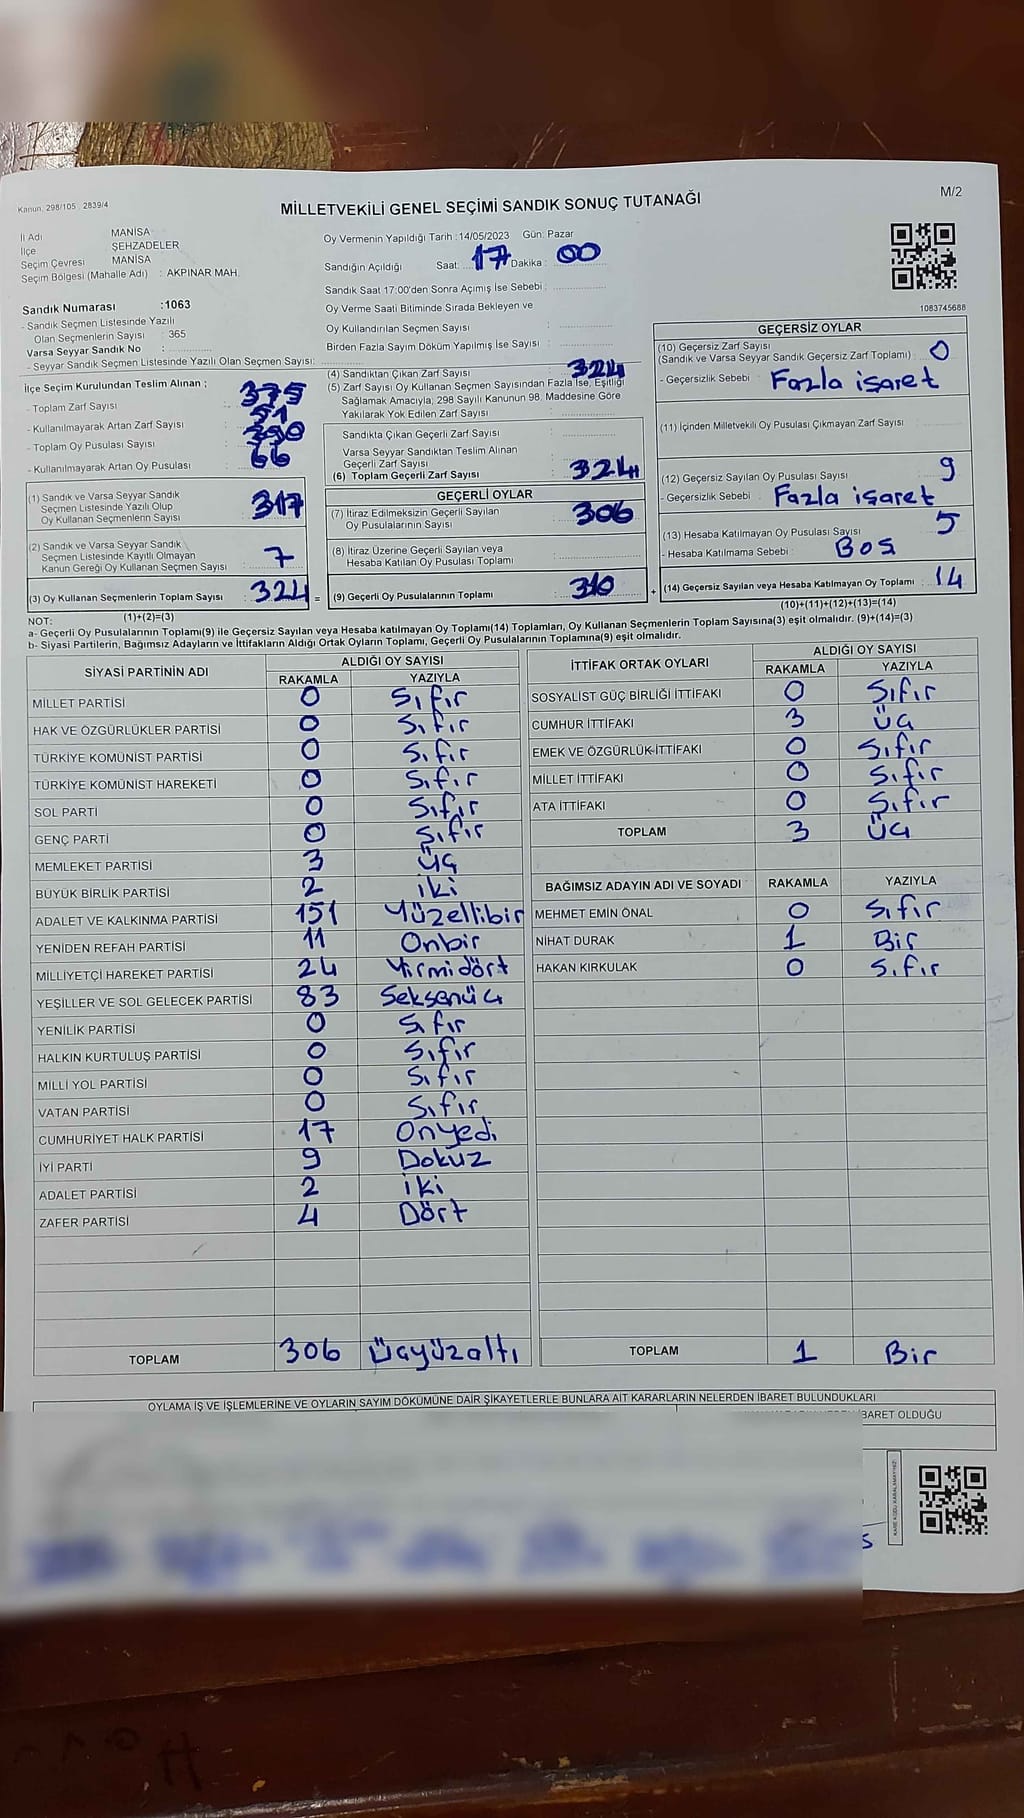 Kanun, 298/105 2839/4
MİLLETVEKİLİ GENEL SEÇİMİ SANDIK SONUÇ TUTANAĞI
M/2
İl Adı MANİSA
İlçe ŞEHZADELER
Seçim Çevresi MANİSA
Seçim Bölgesi (Mahalle Adı) : AKPINAR MAH.
Oy Vermenin Yapıldığı Tarih : 14/05/2023 Gün: Pazar
Sandığın Açıldığı Saat: 17 Dakika : 00
Sandık Saat 17:00'den Sonra Açımış İse Sebebi :
Oy Verme Saati Bitiminde Sırada Bekleyen ve
Oy Kullandırılan Seçmen Sayısı :
Birden Fazla Sayım Döküm Yapılmış İse Sayısı :
1083745688
Sandık Numarası :1063
- Sandık Seçmen Listesinde Yazılı
Olan Seçmenlerin Sayısı : 365
Varsa Seyyar Sandık No :
- Seyyar Sandık Seçmen Listesinde Yazılı Olan Seçmen Sayısı:
İlçe Seçim Kurulundan Teslim Alınan ;
- Toplam Zarf Sayısı : 375
- Kullanılmayarak Artan Zarf Sayısı : 51
- Toplam Oy Pusulası Sayısı : 390
- Kullanılmayarak Artan Oy Pusulası : 66
(1) Sandık ve Varsa Seyyar Sandık
Seçmen Listesinde Yazılı Olup
Oy Kullanan Seçmenlerin Sayısı : 317
(2) Sandık ve Varsa Seyyar Sandık
Seçmen Listesinde Kayıtlı Olmayan
Kanun Gereği Oy Kullanan Seçmen Sayısı : 7
(3) Oy Kullanan Seçmenlerin Toplam Sayısı : 324 =
(1)+(2)=(3)
(4) Sandıktan Çıkan Zarf Sayısı : 324
(5) Zarf Sayısı Oy Kullanan Seçmen Sayısından Fazla İse, Eşitliği
Sağlamak Amacıyla, 298 Sayılı Kanunun 98. Maddesine Göre
Yakılarak Yok Edilen Zarf Sayısı :
Sandıkta Çıkan Geçerli Zarf Sayısı :
Varsa Seyyar Sandıktan Teslim Alınan
Geçerli Zarf Sayısı :
(6) Toplam Geçerli Zarf Sayısı : 324
GEÇERLİ OYLAR
(7) İtiraz Edilmeksizin Geçerli Sayılan
Oy Pusulalarının Sayısı : 306
(8) İtiraz Üzerine Geçerli Sayılan veya
Hesaba Katılan Oy Pusulası Toplamı :
(9) Geçerli Oy Pusulalarının Toplamı : 310 +
GEÇERSİZ OYLAR
(10) Geçersiz Zarf Sayısı
(Sandık ve Varsa Seyyar Sandık Geçersiz Zarf Toplamı) : 0
- Geçersizlik Sebebi : Fazla işaret
(11) İçinden Milletvekili Oy Pusulası Çıkmayan Zarf Sayısı :
(12) Geçersiz Sayılan Oy Pusulası Sayısı : 9
- Geçersizlik Sebebi : Fazla işaret
(13) Hesaba Katılmayan Oy Pusulası Sayısı : 5
- Hesaba Katılmama Sebebi : BoS
(14) Geçersiz Sayılan veya Hesaba Katılmayan Oy Toplamı : 14
(10)+(11)+(12)+(13)=(14)
NOT:
a- Geçerli Oy Pusulalarının Toplamı(9) ile Geçersiz Sayılan veya Hesaba katılmayan Oy Toplamı(14) Toplamları, Oy Kullanan Seçmenlerin Toplam Sayısına(3) eşit olmalıdır. (9)+(14)=(3)
b- Siyasi Partilerin, Bağımsız Adayların ve İttifakların Aldığı Ortak Oyların Toplamı, Geçerli Oy Pusulalarının Toplamına(9) eşit olmalıdır.
SİYASİ PARTİNİN ADI ALDIĞI OY SAYISI
RAKAMLA YAZIYLA
MİLLET PARTİSİ 0 Sıfır
HAK VE ÖZGÜRLÜKLER PARTİSİ 0 Sıfır
TÜRKİYE KOMÜNİST PARTİSİ 0 Sıfır
TÜRKİYE KOMÜNİST HAREKETİ 0 Sıfır
SOL PARTİ 0 Sıfır
GENÇ PARTİ 0 Sıfır
MEMLEKET PARTİSİ 3 Üç
BÜYÜK BİRLİK PARTİSİ 2 iki
ADALET VE KALKINMA PARTİSİ 151 Yüzellibir
YENİDEN REFAH PARTİSİ 11 Onbir
MİLLİYETÇİ HAREKET PARTİSİ 24 Yirmidört
YEŞİLLER VE SOL GELECEK PARTİSİ 83 Seksenüç
YENİLİK PARTİSİ 0 Sıfır
HALKIN KURTULUŞ PARTİSİ 0 Sıfır
MİLLİ YOL PARTİSİ 0 Sıfır
VATAN PARTİSİ 0 Sıfır
CUMHURİYET HALK PARTİSİ 17 Onyedi
İYİ PARTİ 9 Dokuz
ADALET PARTİSİ 2 iki
ZAFER PARTİSİ 4 Dört
TOPLAM 306 Üçyüzaltı
İTTİFAK ORTAK OYLARI ALDIĞI OY SAYISI
RAKAMLA YAZIYLA
SOSYALİST GÜÇ BİRLİĞİ İTTİFAKI 0 Sıfır
CUMHUR İTTİFAKI 3 Üç
EMEK VE ÖZGÜRLÜK İTTİFAKI 0 Sıfır
MİLLET İTTİFAKI 0 Sıfır
ATA İTTİFAKI 0 Sıfır
TOPLAM 3 Üç
BAĞIMSIZ ADAYIN ADI VE SOYADI RAKAMLA YAZIYLA
MEHMET EMİN ÖNAL 0 Sıfır
NİHAT DURAK 1 Bir
HAKAN KIRKULAK 0 Sıfır
TOPLAM 1 Bir
OYLAMA İŞ VE İŞLEMLERİNE VE OYLARIN SAYIM DÖKÜMÜNE DAİR ŞİKAYETLERLE BUNLARA AİT KARARLARIN NELERDEN İBARET BULUNDUKLARI
İBARET OLDUĞU
KARE KODU KARALAMAYINIZ!